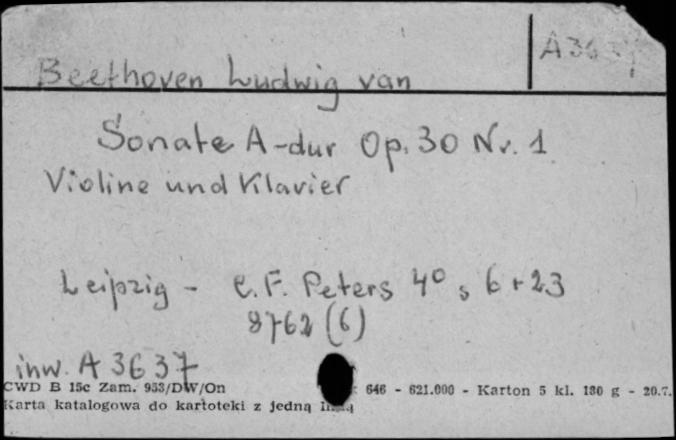 Beethoven Ludwig van
Sonate A-dur Op. 30 Nr. 1
Violine und Klavier
Leipzig - C. F. Peters 4° s 6 + 23
8762 (6)
inw. A 3637
CWD B 15c Zam. 953/DW/On 646 - 621.000 - Karton 5 kl. 180 g - 20.7.
Karta katalogowa do kartoteki z jedną